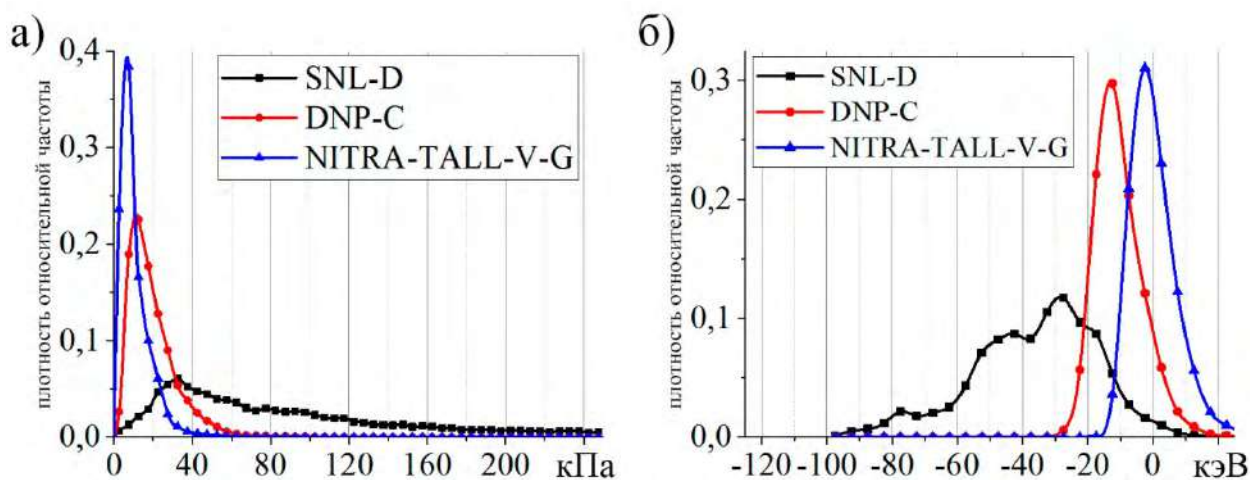 а)
плотность относительной частоты
0,4
0,3
0,2
0,1
0,0
SNL-D
DNP-C
NITRA-TALL-V-G
0 40 80 120 160 200 кПа
б)
плотность относительной частоты
0,3
0,2
0,1
0,0
SNL-D
DNP-C
NITRA-TALL-V-G
-120 -100 -80 -60 -40 -20 0 кэВ